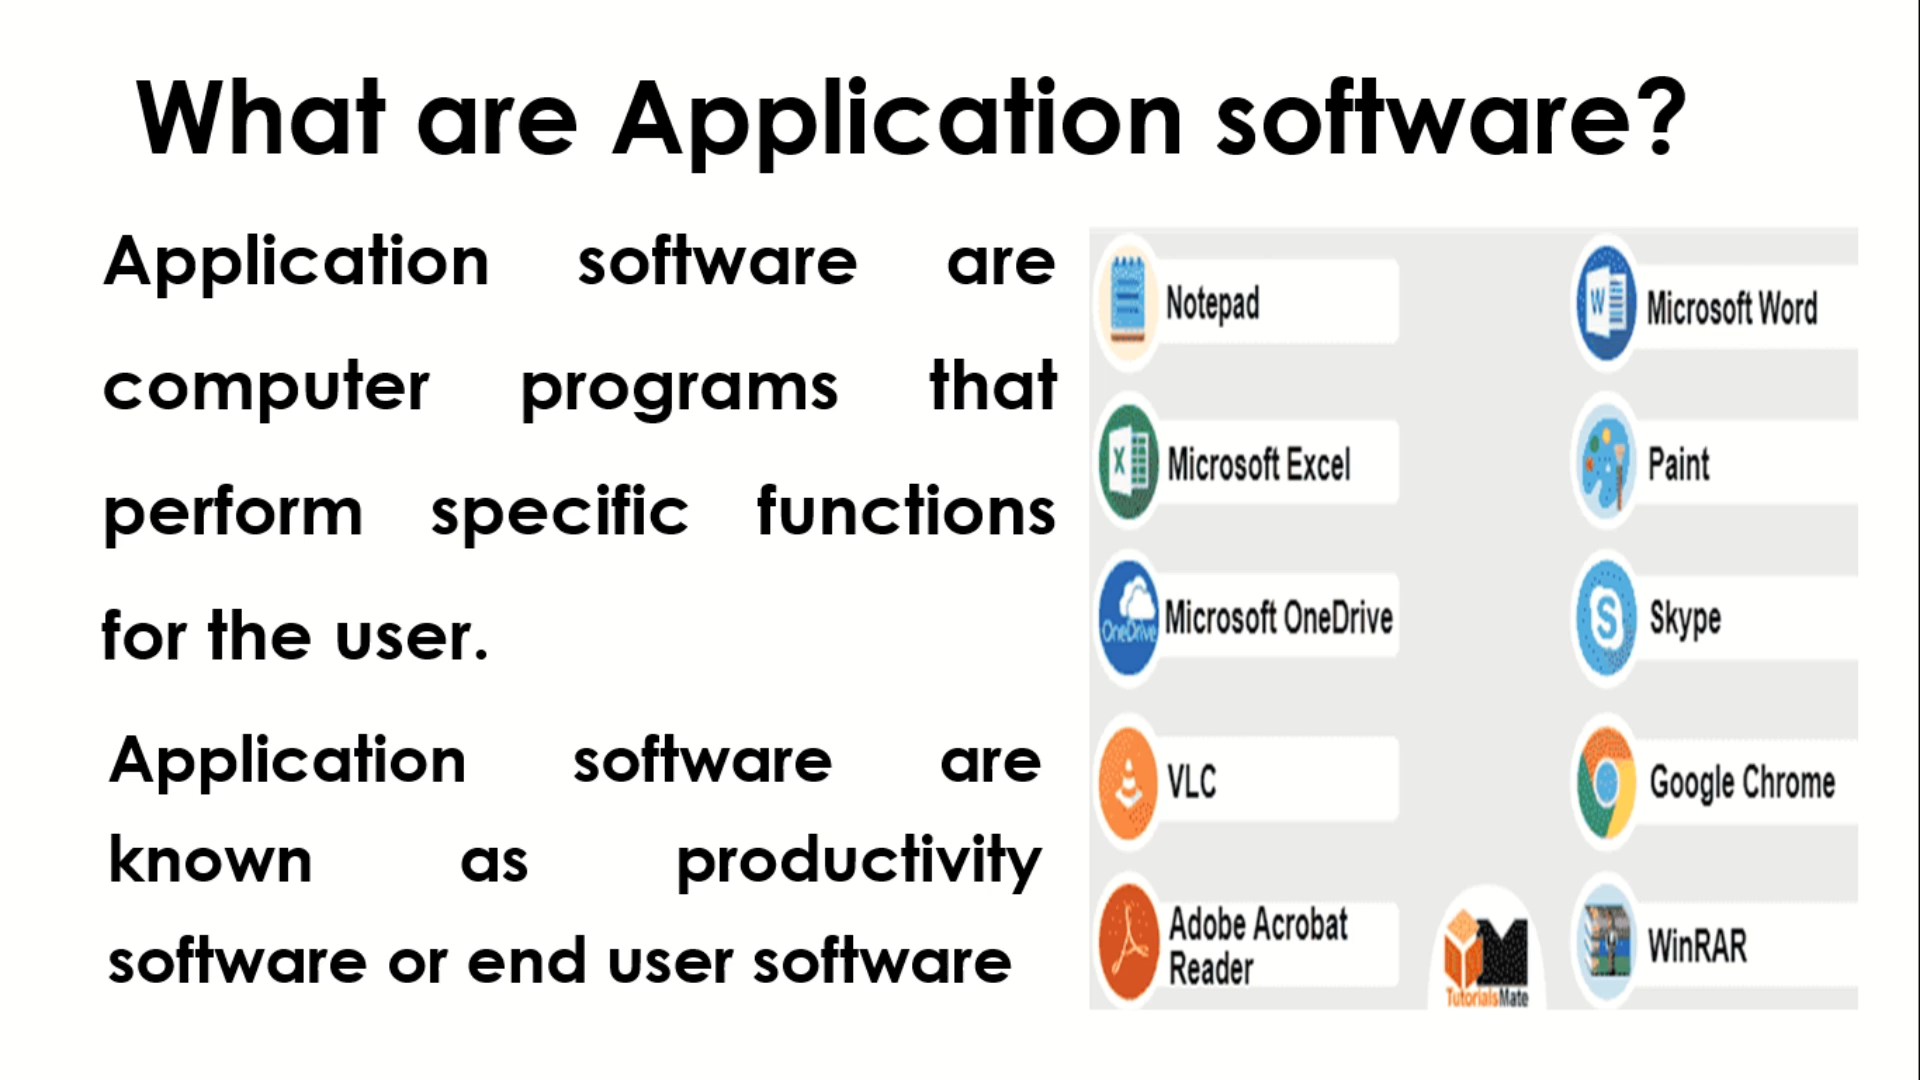 What are Application software?
Application software are
computer programs that
perform specific functions
for the user.
Application software are
known as productivity
software or end user software
Notepad
Microsoft Word
Microsoft Excel
Paint
OneDrive
Microsoft OneDrive
Skype
VLC
Google Chrome
Adobe Acrobat
Reader
TutorialsMate
WinRAR